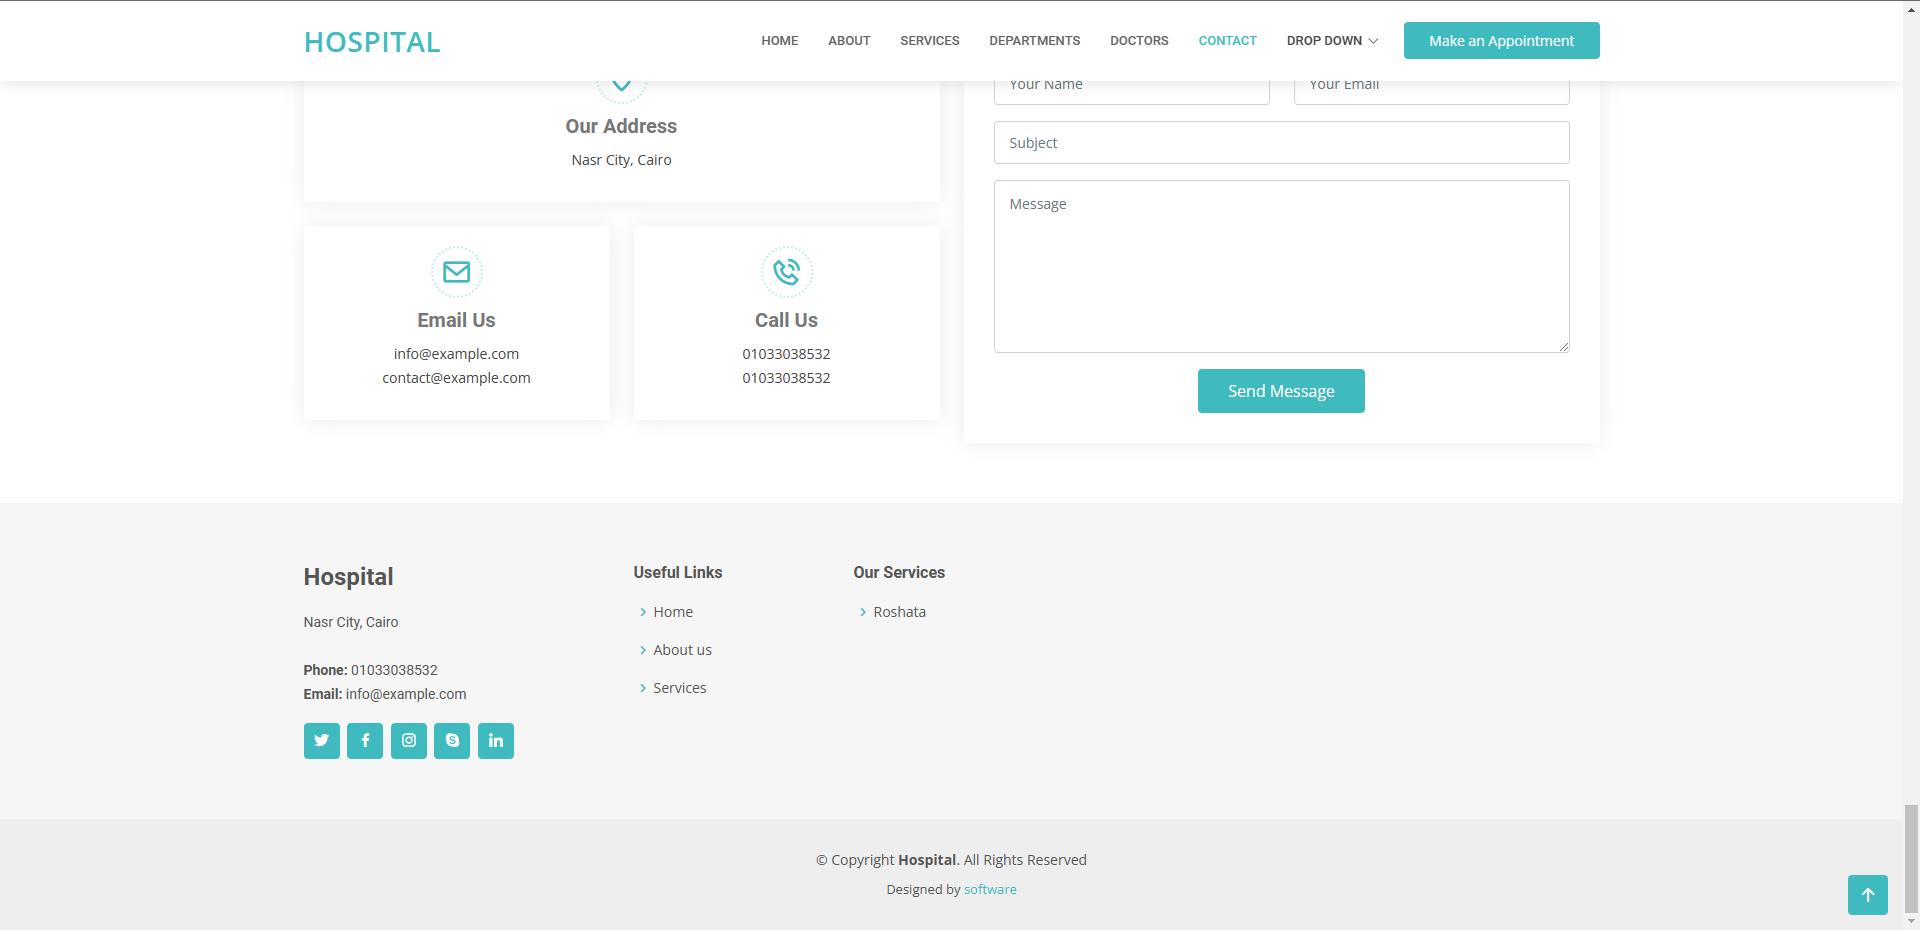 HOSPITAL
HOME
ABOUT
SERVICES
DEPARTMENTS
DOCTORS
CONTACT
DROP DOWN
Make an Appointment
Our Address
Nasr City, Cairo
Email Us
info@example.com
contact@example.com
Call Us
01033038532
01033038532
Your Name
Your Email
Subject
Message
Send Message
Hospital
Nasr City, Cairo
Phone: 01033038532
Email: info@example.com
Useful Links
Home
About us
Services
Our Services
Roshata
© Copyright Hospital. All Rights Reserved
Designed by software